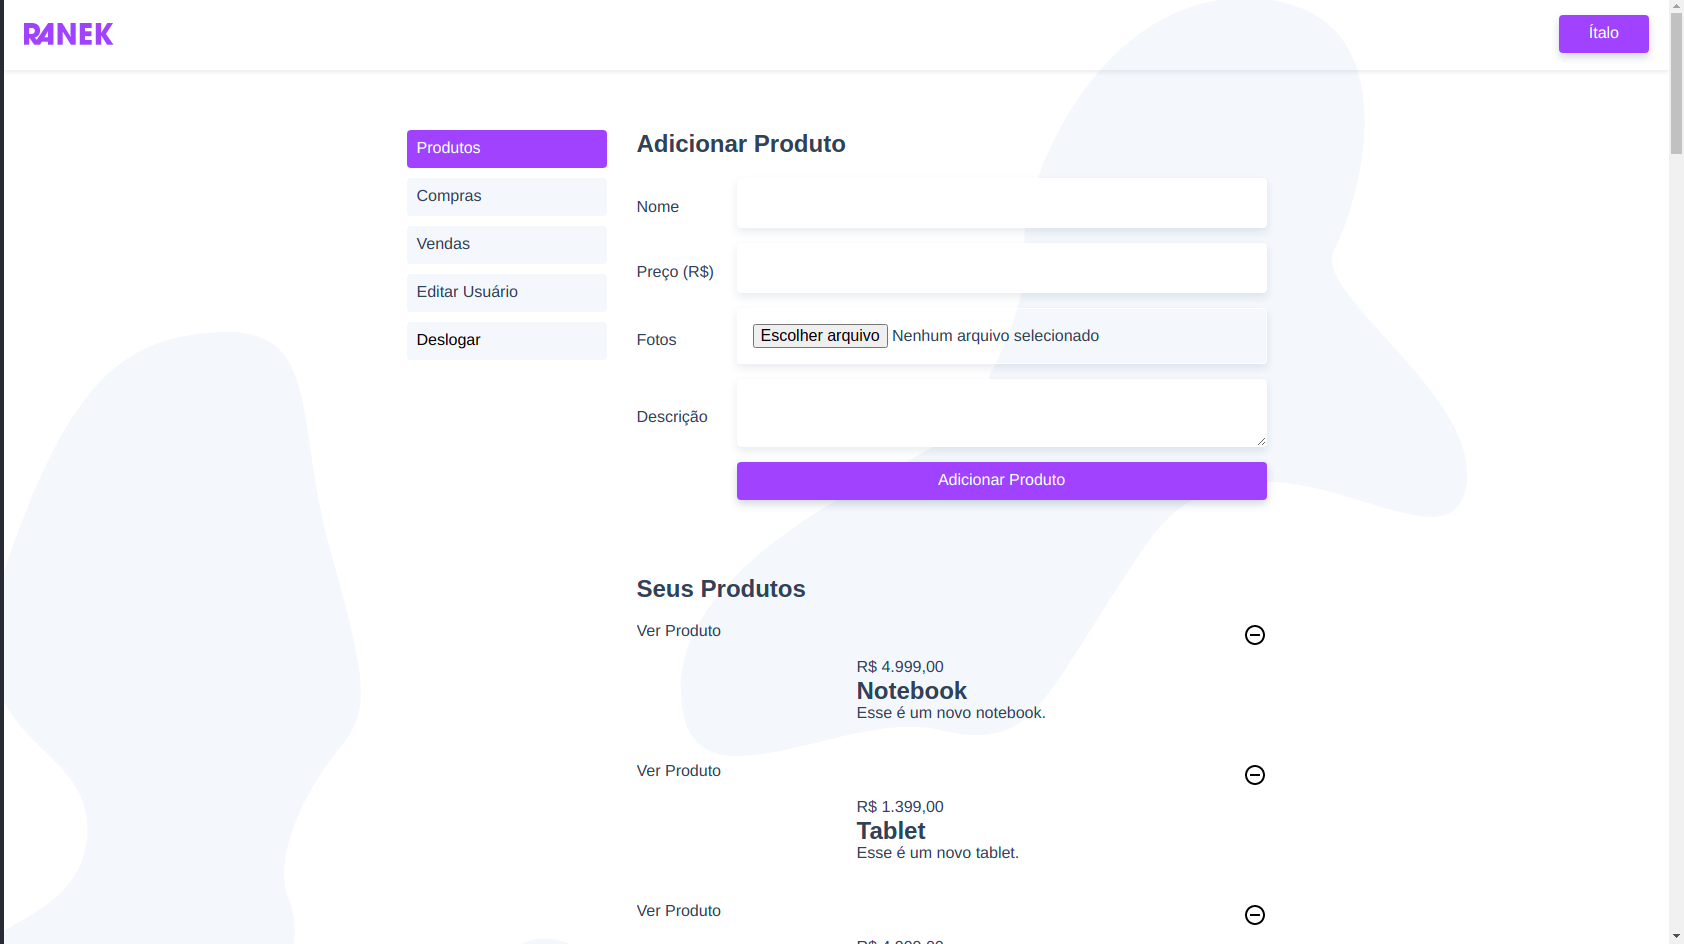 RANEK
Ítalo
Produtos
Compras
Vendas
Editar Usuário
Deslogar
Adicionar Produto
Nome
Preço (R$)
Fotos
Escolher arquivo Nenhum arquivo selecionado
Descrição
Adicionar Produto
Seus Produtos
Ver Produto
R$ 4.999,00
Notebook
Esse é um novo notebook.
Ver Produto
R$ 1.399,00
Tablet
Esse é um novo tablet.
Ver Produto